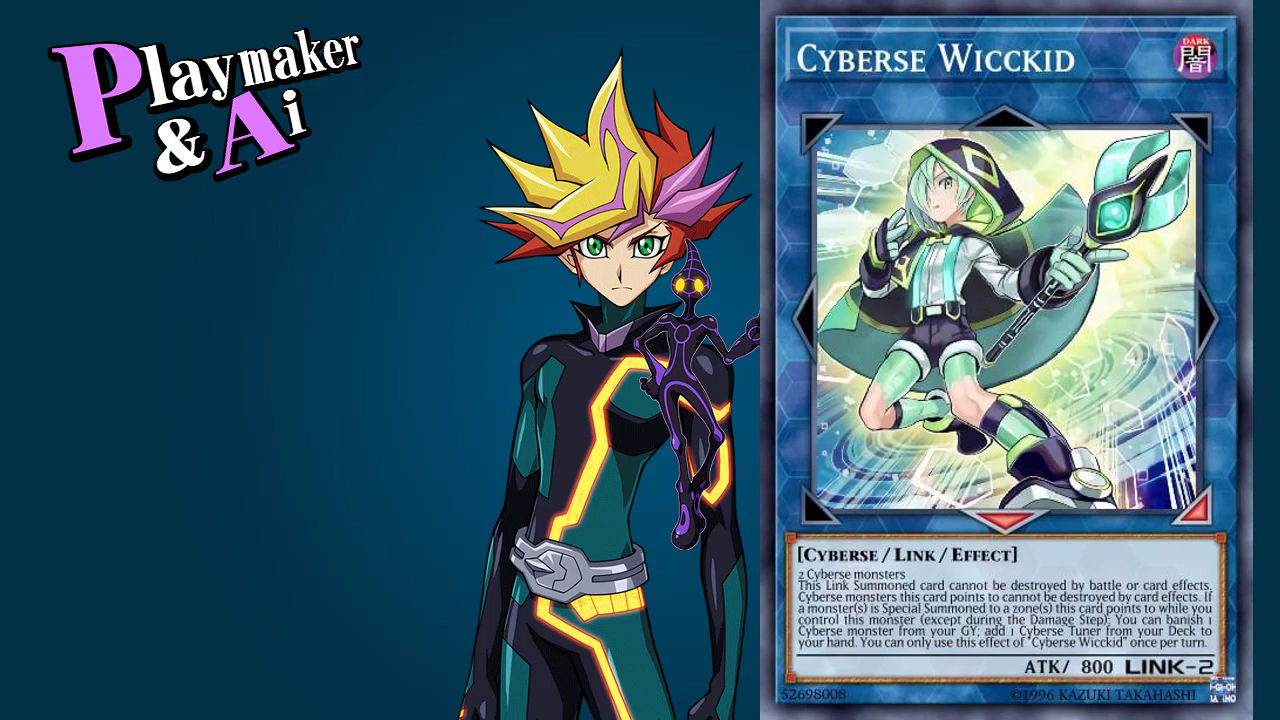 Playmaker
& Ai
CYBERSE WICCKID
DARK
闇
[CYBERSE / LINK / EFFECT]
2 Cyberse monsters
This Link Summoned card cannot be destroyed by battle or card effects.
Cyberse monsters this card points to cannot be destroyed by card effects. If
a monster(s) is Special Summoned to a zone(s) this card points to while you
control this monster (except during the Damage Step): You can banish 1
Cyberse monster from your GY; add 1 Cyberse Tuner from your Deck to
your hand. You can only use this effect of "Cyberse Wicckid" once per turn.
ATK/ 800 LINK-2
52698008 ©1996 KAZUKI TAKAHASHI